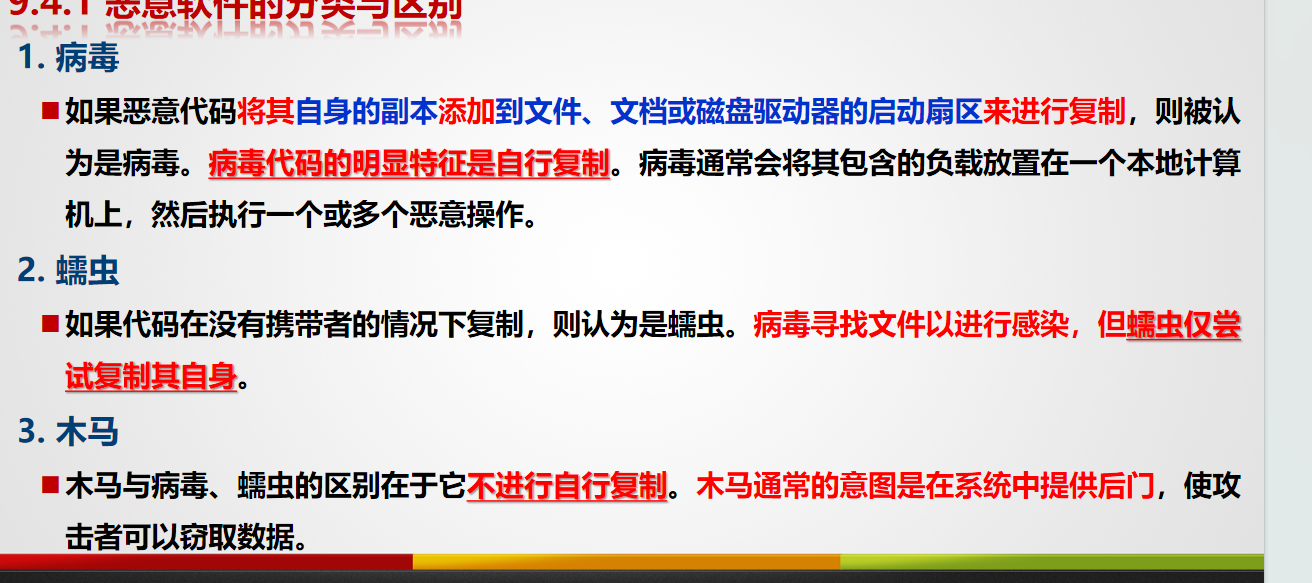 9.4.1 恶意软件的分类与区别
1. 病毒
如果恶意代码将其自身的副本添加到文件、文档或磁盘驱动器的启动扇区来进行复制，则被认
为是病毒。病毒代码的明显特征是自行复制。病毒通常会将其包含的负载放置在一个本地计算
机上，然后执行一个或多个恶意操作。
2. 蠕虫
如果代码在没有携带者的情况下复制，则认为是蠕虫。病毒寻找文件以进行感染，但蠕虫仅尝
试复制其自身。
3. 木马
木马与病毒、蠕虫的区别在于它不进行自行复制。木马通常的意图是在系统中提供后门，使攻
击者可以窃取数据。